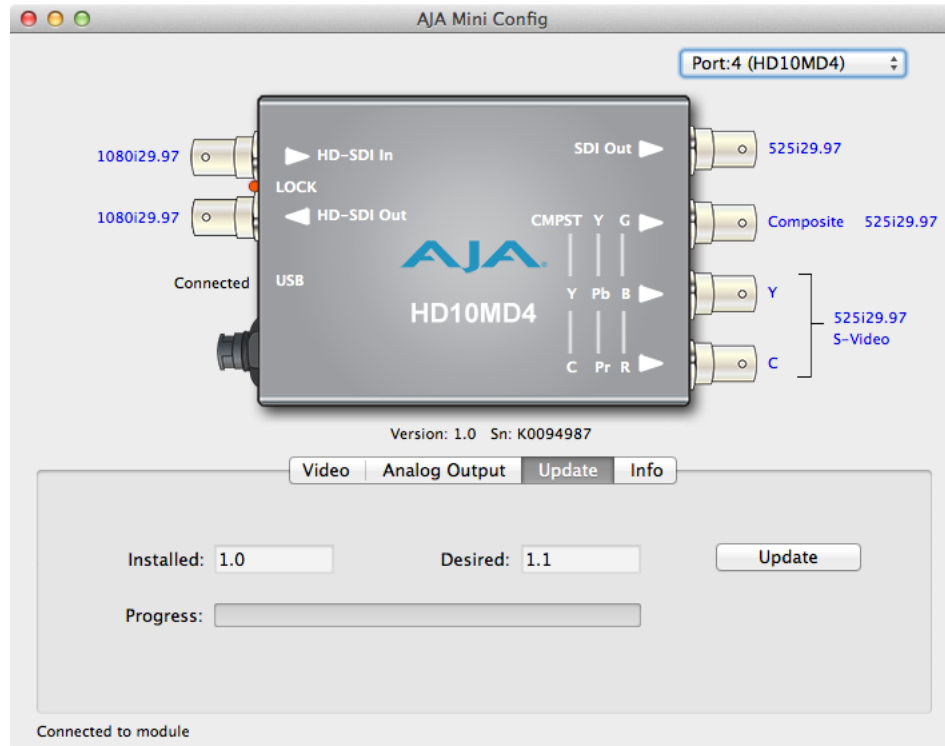 AJA Mini Config
Port:4 (HD10MD4)
1080i29.97
HD-SDI In
SDI Out
525i29.97
LOCK
1080i29.97
HD-SDI Out
CMPST Y G
Composite 525i29.97
AJA
Connected
USB
Y Pb B
Y
HD10MD4
525i29.97
S-Video
C Pr R
C
Version: 1.0 Sn: K0094987
Video Analog Output Update Info
Installed: 1.0 Desired: 1.1 Update
Progress:
Connected to module